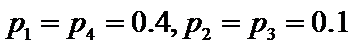 p₁ = p₄ = 0.4, p₂ = p₃ = 0.1